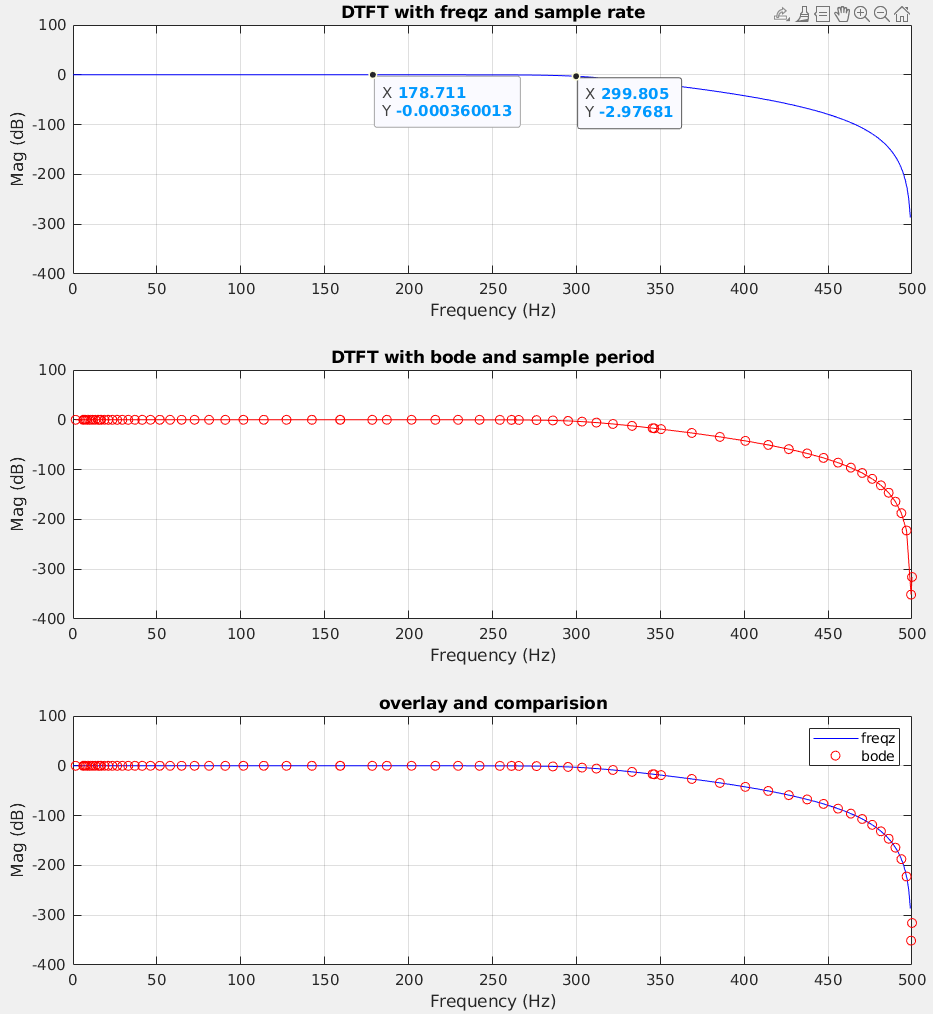 DTFT with freqz and sample rate
100
0
-100
-200
-300
-400
Mag (dB)
X 178.711
Y -0.000360013
X 299.805
Y -2.97681
0 50 100 150 200 250 300 350 400 450 500
Frequency (Hz)
DTFT with bode and sample period
100
0
-100
-200
-300
-400
Mag (dB)
0 50 100 150 200 250 300 350 400 450 500
Frequency (Hz)
overlay and comparision
100
0
-100
-200
-300
-400
Mag (dB)
freqz
bode
0 50 100 150 200 250 300 350 400 450 500
Frequency (Hz)